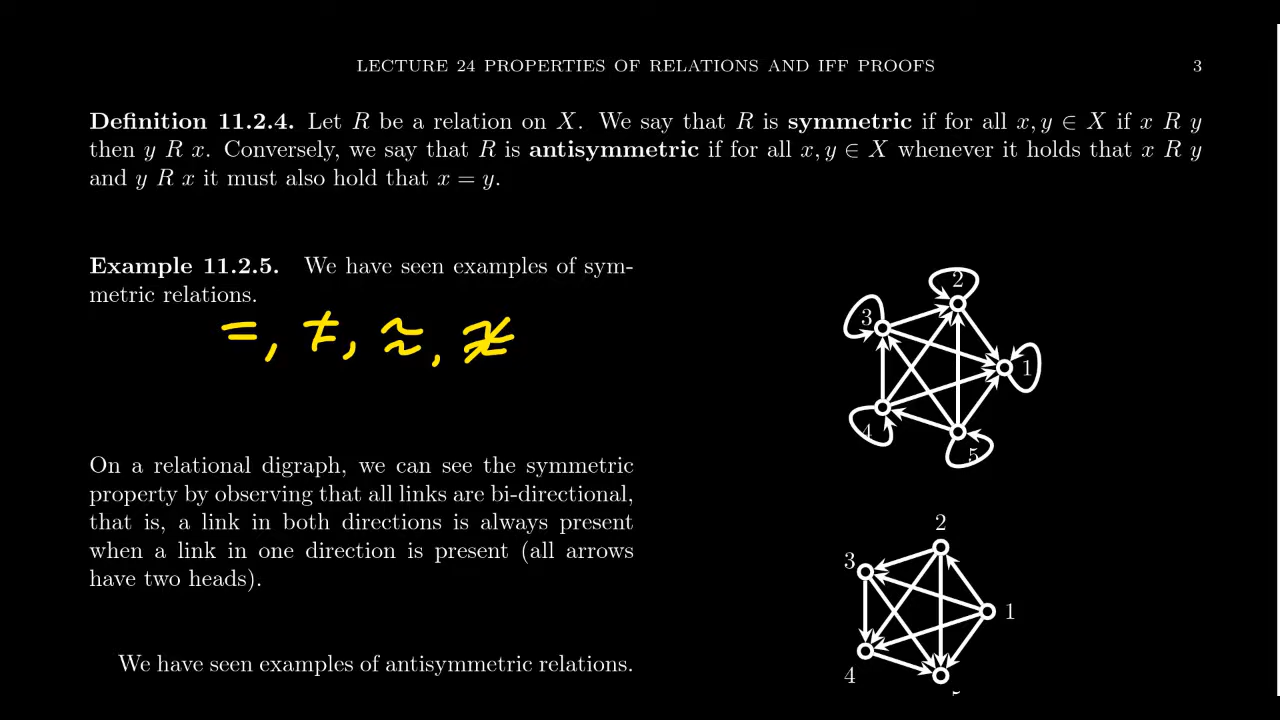 LECTURE 24 PROPERTIES OF RELATIONS AND IFF PROOFS 3
Definition 11.2.4. Let R be a relation on X. We say that R is symmetric if for all x, y ∈ X if x R y
then y R x. Conversely, we say that R is antisymmetric if for all x, y ∈ X whenever it holds that x R y
and y R x it must also hold that x = y.
Example 11.2.5. We have seen examples of sym-
metric relations.
=, ≠, ≈, ≉
On a relational digraph, we can see the symmetric
property by observing that all links are bi-directional,
that is, a link in both directions is always present
when a link in one direction is present (all arrows
have two heads).
We have seen examples of antisymmetric relations.
2
3
1
4
5
2
3
1
4